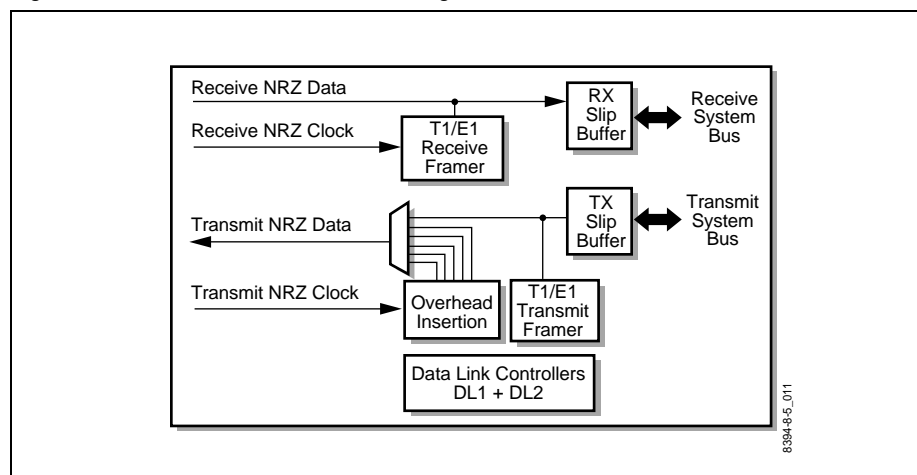 Receive NRZ Data
Receive NRZ Clock
T1/E1
Receive
Framer
RX
Slip
Buffer
Receive
System
Bus
Transmit NRZ Data
Transmit NRZ Clock
Overhead
Insertion
T1/E1
Transmit
Framer
TX
Slip
Buffer
Transmit
System
Bus
Data Link Controllers
DL1 + DL2
8394-8-5_011